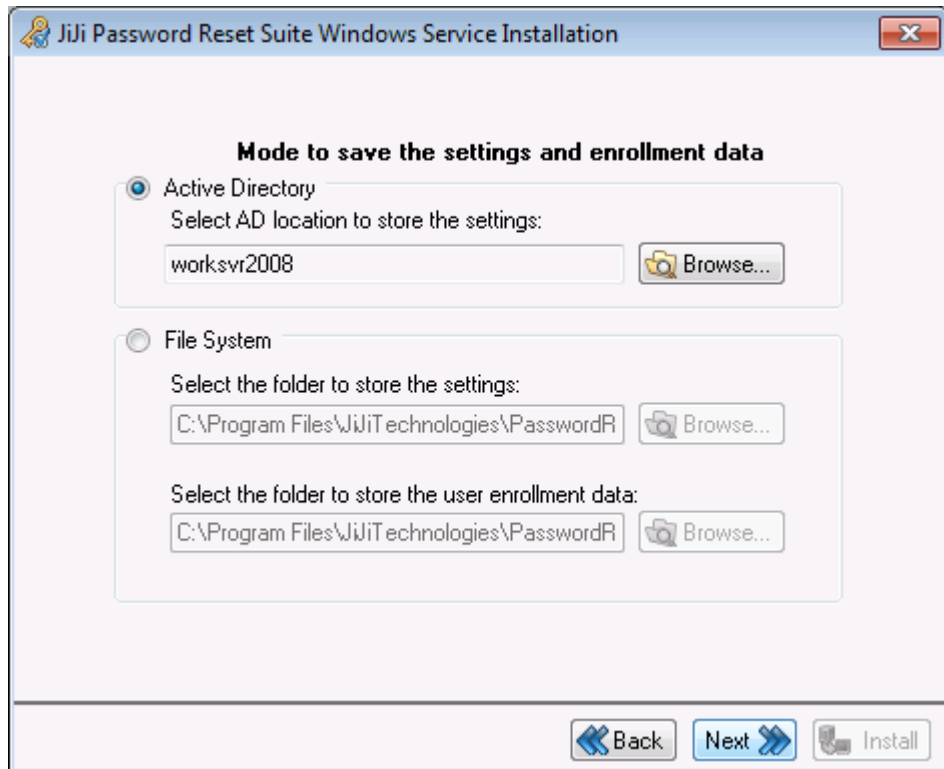 JiJi Password Reset Suite Windows Service Installation
Mode to save the settings and enrollment data
Active Directory
Select AD location to store the settings:
worksvr2008 Browse...
File System
Select the folder to store the settings:
C:\Program Files\JiJiTechnologies\PasswordR Browse...
Select the folder to store the user enrollment data:
C:\Program Files\JiJiTechnologies\PasswordR Browse...
Back Next Install